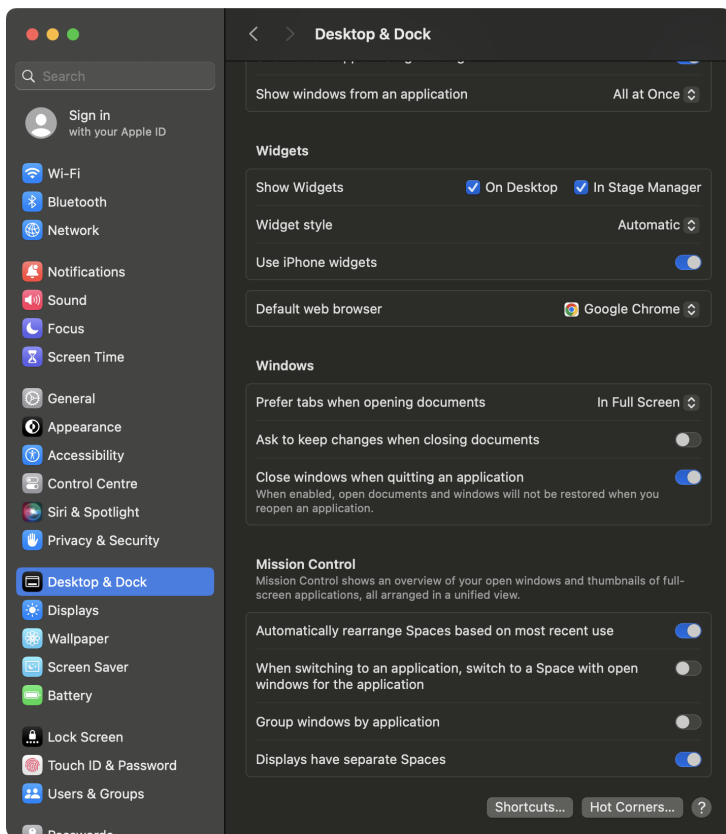 Desktop & Dock
Search
Sign in
with your Apple ID
Wi-Fi
Bluetooth
Network
Notifications
Sound
Focus
Screen Time
General
Appearance
Accessibility
Control Centre
Siri & Spotlight
Privacy & Security
Desktop & Dock
Displays
Wallpaper
Screen Saver
Battery
Lock Screen
Touch ID & Password
Users & Groups
Passwords
Show windows from an application All at Once
Widgets
Show Widgets On Desktop In Stage Manager
Widget style Automatic
Use iPhone widgets
Default web browser Google Chrome
Windows
Prefer tabs when opening documents In Full Screen
Ask to keep changes when closing documents
Close windows when quitting an application
When enabled, open documents and windows will not be restored when you
reopen an application.
Mission Control
Mission Control shows an overview of your open windows and thumbnails of full-
screen applications, all arranged in a unified view.
Automatically rearrange Spaces based on most recent use
When switching to an application, switch to a Space with open
windows for the application
Group windows by application
Displays have separate Spaces
Shortcuts... Hot Corners... ?